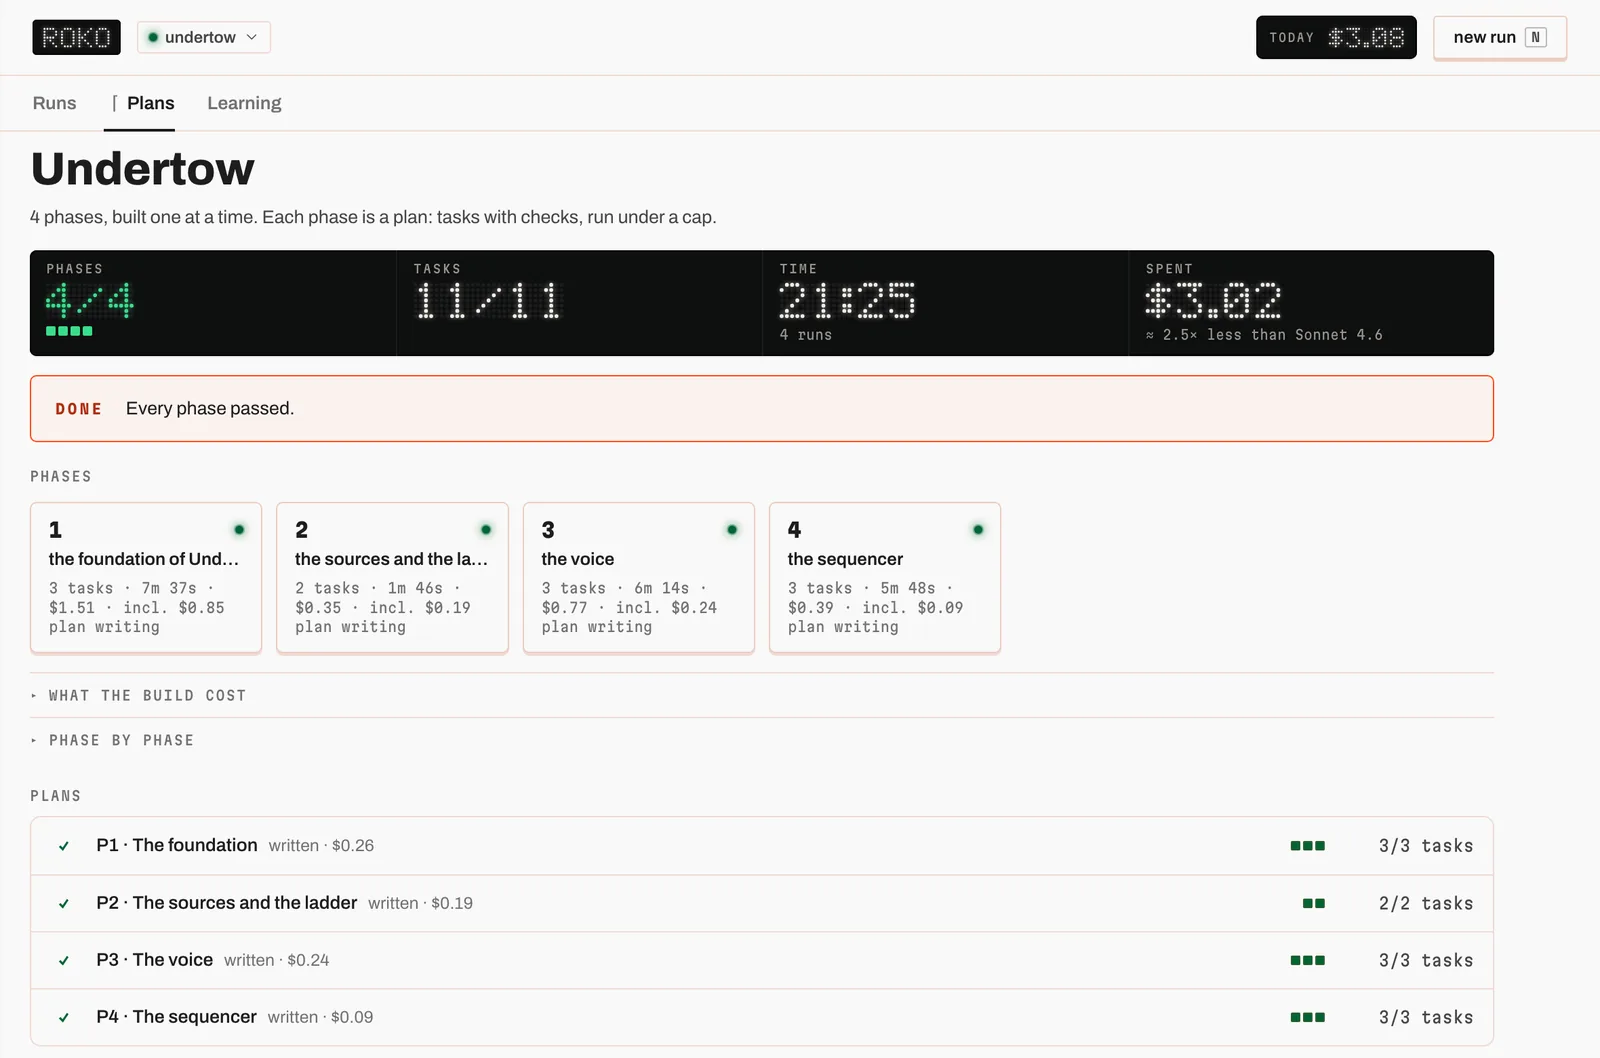 ROKO
undertow
TODAY $3.08
new run N
Runs
Plans
Learning
Undertow
4 phases, built one at a time. Each phase is a plan: tasks with checks, run under a cap.
PHASES
4/4
TASKS
11/11
TIME
21:25
4 runs
SPENT
$3.02
≈ 2.5× less than Sonnet 4.6
DONE Every phase passed.
PHASES
1
the foundation of Und...
3 tasks · 7m 37s ·
$1.51 · incl. $0.85
plan writing
2
the sources and the la...
2 tasks · 1m 46s ·
$0.35 · incl. $0.19
plan writing
3
the voice
3 tasks · 6m 14s ·
$0.77 · incl. $0.24
plan writing
4
the sequencer
3 tasks · 5m 48s ·
$0.39 · incl. $0.09
plan writing
WHAT THE BUILD COST
PHASE BY PHASE
PLANS
P1 · The foundation written · $0.26 3/3 tasks
P2 · The sources and the ladder written · $0.19 2/2 tasks
P3 · The voice written · $0.24 3/3 tasks
P4 · The sequencer written · $0.09 3/3 tasks